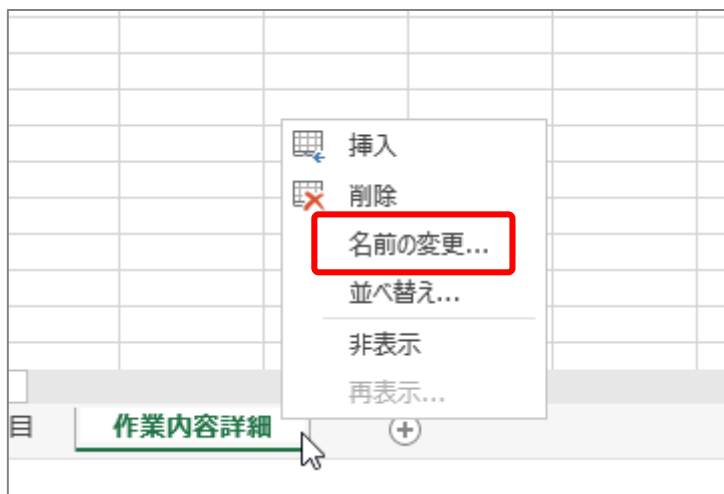 挿入
削除
名前の変更...
並べ替え...
非表示
再表示...
目
作業内容詳細